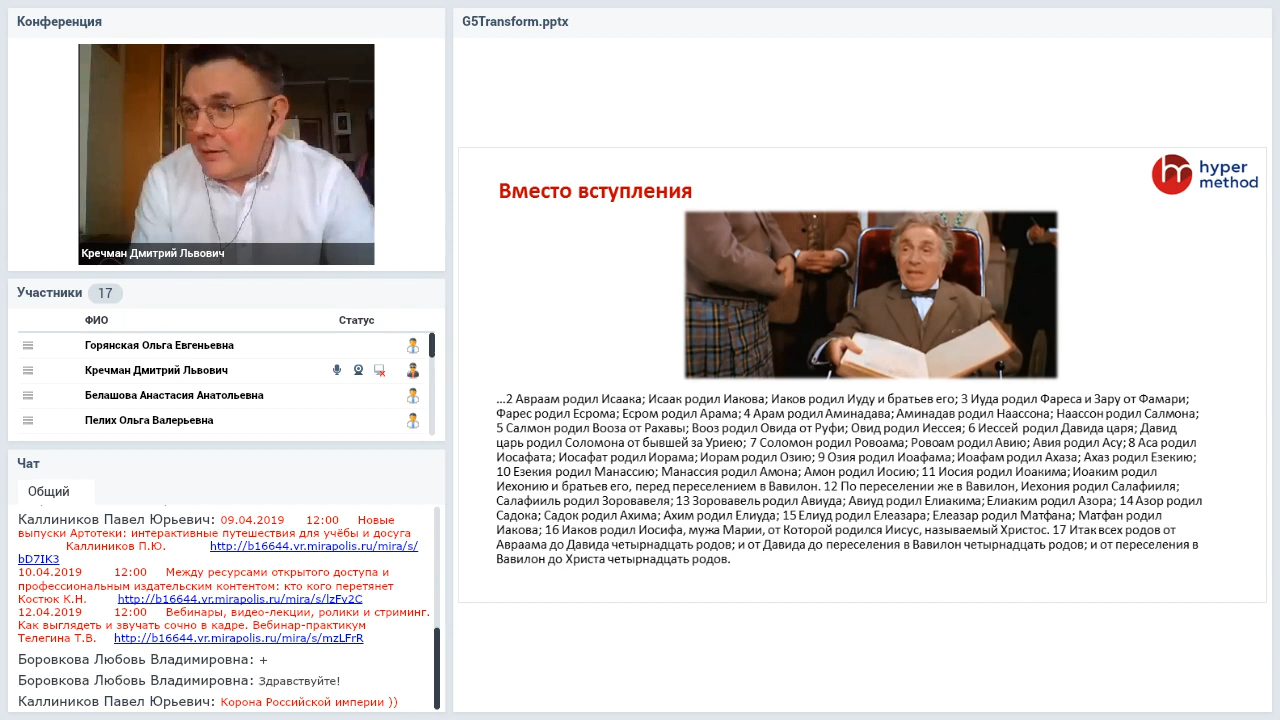 Конференция
Кречман Дмитрий Львович
Участники 17
ФИО Статус
Горянская Ольга Евгеньевна
Кречман Дмитрий Львович
Белашова Анастасия Анатольевна
Пелих Ольга Валерьевна
Чат
Общий
Каллиников Павел Юрьевич: 09.04.2019 12:00 Новые
выпуски Артотеки: интерактивные путешествия для учёбы и досуга
Каллиников П.Ю. http://b16644.vr.mirapolis.ru/mira/s/
bD7IK3
10.04.2019 12:00 Между ресурсами открытого доступа и
профессиональным издательским контентом: кто кого перетянет
Костюк К.Н. http://b16644.vr.mirapolis.ru/mira/s/lzFv2C
12.04.2019 12:00 Вебинары, видео-лекции, ролики и стриминг.
Как выглядеть и звучать сочно в кадре. Вебинар-практикум
Телегина Т.В. http://b16644.vr.mirapolis.ru/mira/s/mzLFrR
Боровкова Любовь Владимировна: +
Боровкова Любовь Владимировна: Здравствуйте!
Каллиников Павел Юрьевич: Корона Российской империи ))
G5Transform.pptx
hyper
method
Вместо вступления
...2 Авраам родил Исаака; Исаак родил Иакова; Иаков родил Иуду и братьев его; 3 Иуда родил Фареса и Зару от Фамари;
Фарес родил Есрома; Есром родил Арама; 4 Арам родил Аминадава; Аминадав родил Наассона; Наассон родил Салмона;
5 Салмон родил Вооза от Рахавы; Вооз родил Овида от Руфи; Овид родил Иессея; 6 Иессей родил Давида царя; Давид
царь родил Соломона от бывшей за Уриею; 7 Соломон родил Ровоама; Ровоам родил Авию; Авия родил Асу; 8 Аса родил
Иосафата; Иосафат родил Иорама; Иорам родил Озию; 9 Озия родил Иоафама; Иоафам родил Ахаза; Ахаз родил Езекию;
10 Езекия родил Манассию; Манассия родил Амона; Амон родил Иосию; 11 Иосия родил Иоакима; Иоаким родил
Иехонию и братьев его, перед переселением в Вавилон. 12 По переселении же в Вавилон, Иехония родил Салафииля;
Салафииль родил Зоровавеля; 13 Зоровавель родил Авиуда; Авиуд родил Елиакима; Елиаким родил Азора; 14 Азор родил
Садока; Садок родил Ахима; Ахим родил Елиуда; 15 Елиуд родил Елеазара; Елеазар родил Матфана; Матфан родил
Иакова; 16 Иаков родил Иосифа, мужа Марии, от Которой родился Иисус, называемый Христос. 17 Итак всех родов от
Авраама до Давида четырнадцать родов; и от Давида до переселения в Вавилон четырнадцать родов; и от переселения в
Вавилон до Христа четырнадцать родов.